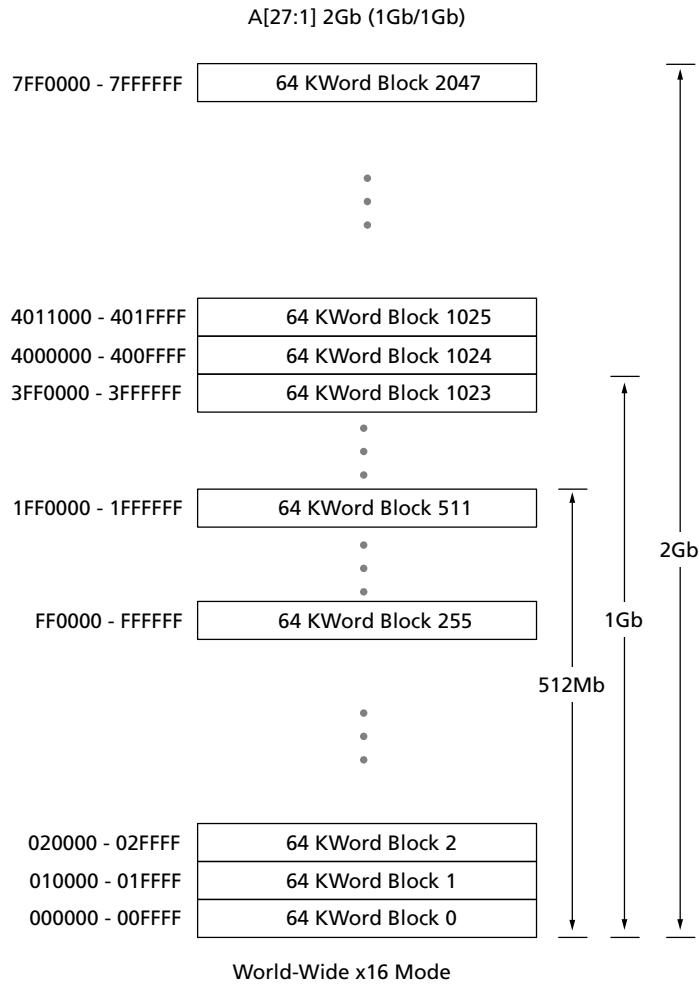 A[27:1] 2Gb (1Gb/1Gb)
7FF0000 - 7FFFFFF 64 KWord Block 2047
4011000 - 401FFFF 64 KWord Block 1025
4000000 - 400FFFF 64 KWord Block 1024
3FF0000 - 3FFFFFF 64 KWord Block 1023
1FF0000 - 1FFFFFF 64 KWord Block 511
2Gb
FF0000 - FFFFFF 64 KWord Block 255
1Gb
512Mb
020000 - 02FFFF 64 KWord Block 2
010000 - 01FFFF 64 KWord Block 1
000000 - 00FFFF 64 KWord Block 0
World-Wide x16 Mode